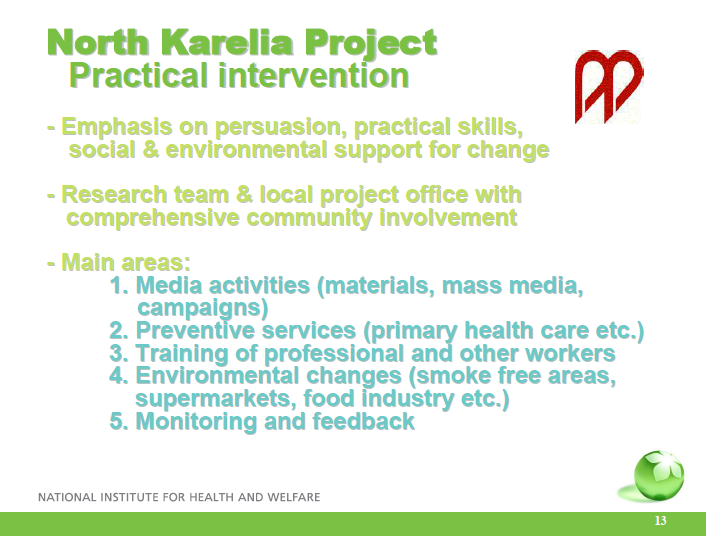 North Karelia Project
Practical intervention
- Emphasis on persuasion, practical skills,
social & environmental support for change
- Research team & local project office with
comprehensive community involvement
- Main areas:
1. Media activities (materials, mass media,
campaigns)
2. Preventive services (primary health care etc.)
3. Training of professional and other workers
4. Environmental changes (smoke free areas,
supermarkets, food industry etc.)
5. Monitoring and feedback
NATIONAL INSTITUTE FOR HEALTH AND WELFARE
13